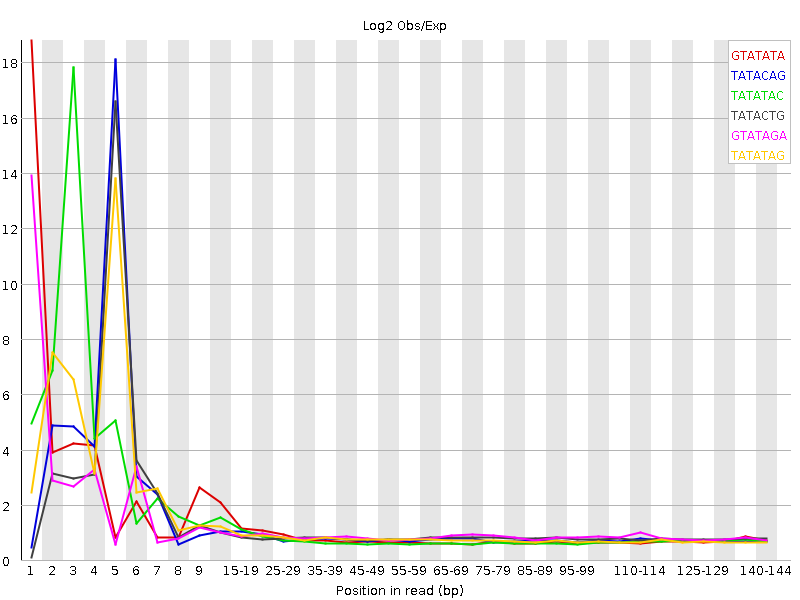 Log2 Obs/Exp
18
16
14
12
10
8
6
4
2
0
GTATATA
TATACAG
TATATAC
TATACTG
GTATAGA
TATATAG
1 2 3 4 5 6 7 8 9 15-19 25-29 35-39 45-49 55-59 65-69 75-79 85-89 95-99 110-114 125-129 140-144
Position in read (bp)